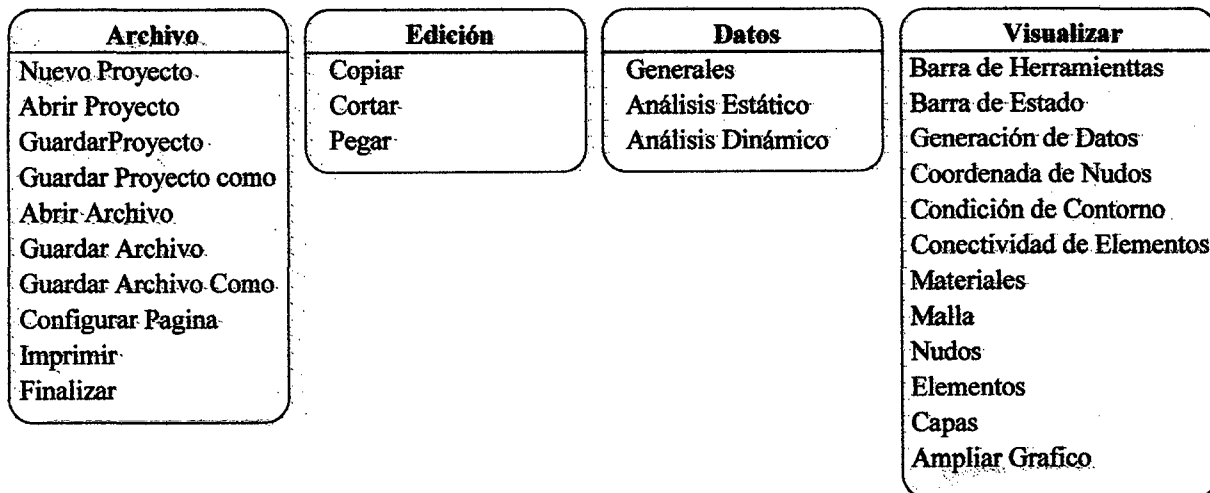 Archivo
Nuevo Proyecto
Abrir Proyecto
GuardarProyecto
Guardar Proyecto como
Abrir Archivo
Guardar Archivo
Guardar Archivo Como
Configurar Pagina
Imprimir
Finalizar
Edición
Copiar
Cortar
Pegar
Datos
Generales
Análisis Estático
Análisis Dinámico
Visualizar
Barra de Herramienttas
Barra de Estado
Generación de Datos
Coordenada de Nudos
Condición de Contorno
Conectividad de Elementos
Materiales
Malla
Nudos
Elementos
Capas
Ampliar Grafico